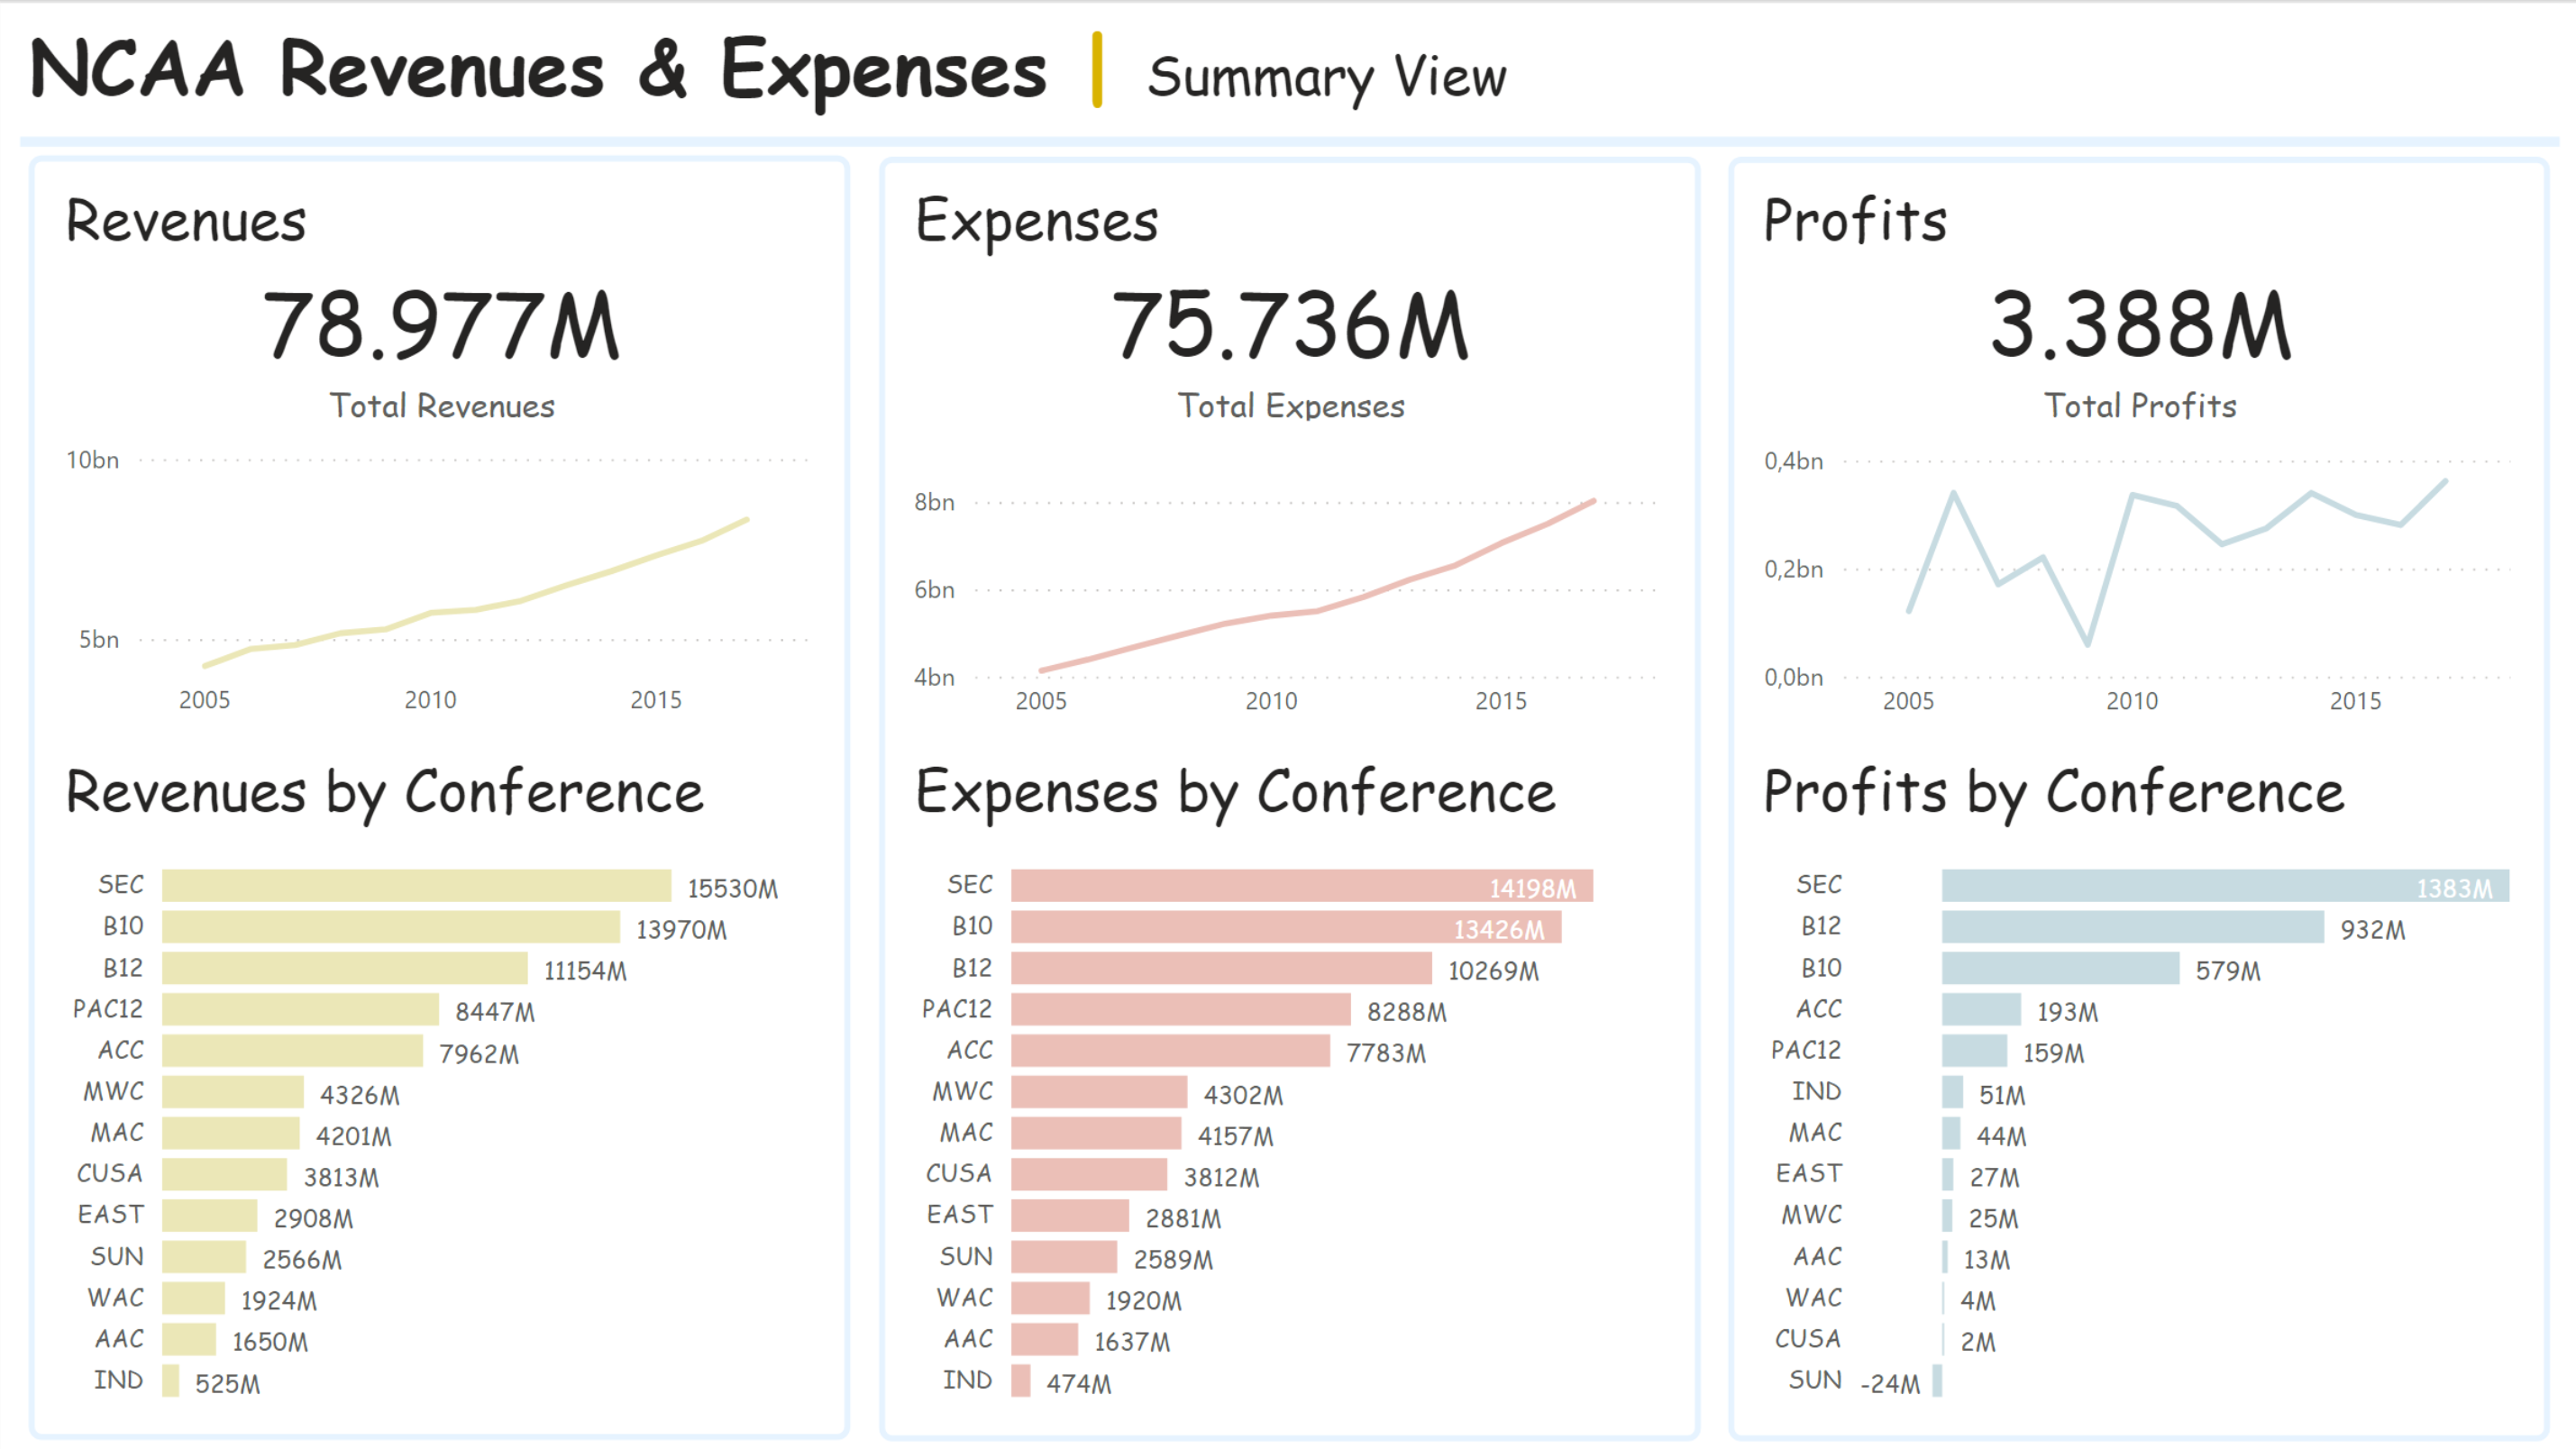 NCAA Revenues & Expenses | Summary View
Revenues
78.977M
Total Revenues
10bn
5bn
2005 2010 2015
Revenues by Conference
SEC 15530M
B10 13970M
B12 11154M
PAC12 8447M
ACC 7962M
MWC 4326M
MAC 4201M
CUSA 3813M
EAST 2908M
SUN 2566M
WAC 1924M
AAC 1650M
IND 525M
Expenses
75.736M
Total Expenses
8bn
6bn
4bn
2005 2010 2015
Expenses by Conference
SEC 14198M
B10 13426M
B12 10269M
PAC12 8288M
ACC 7783M
MWC 4302M
MAC 4157M
CUSA 3812M
EAST 2881M
SUN 2589M
WAC 1920M
AAC 1637M
IND 474M
Profits
3.388M
Total Profits
0,4bn
0,2bn
0,0bn
2005 2010 2015
Profits by Conference
SEC 1383M
B12 932M
B10 579M
ACC 193M
PAC12 159M
IND 51M
MAC 44M
EAST 27M
MWC 25M
AAC 13M
WAC 4M
CUSA 2M
SUN -24M